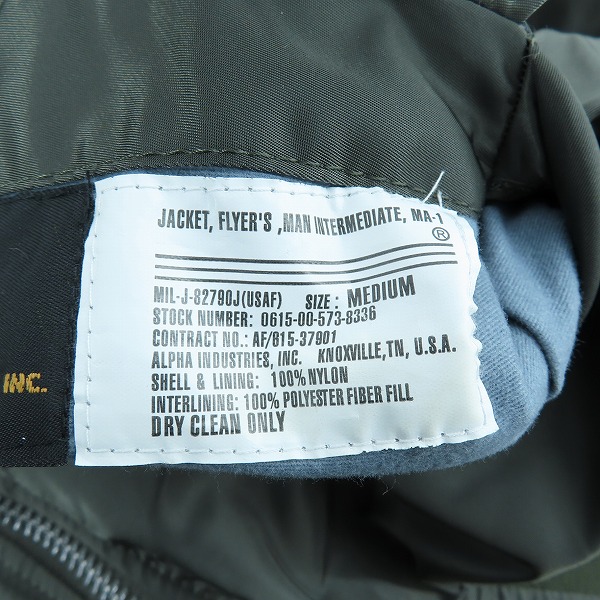 JACKET, FLYER'S ,MAN INTERMEDIATE, MA-1
®
MIL-J-82790J(USAF) SIZE : MEDIUM
STOCK NUMBER: 0615-00-573-8336
CONTRACT NO.: AF/815-37901
ALPHA INDUSTRIES, INC. KNOXVILLE,TN, U.S.A.
SHELL & LINING: 100% NYLON
INTERLINING: 100% POLYESTER FIBER FILL
DRY CLEAN ONLY
INC.